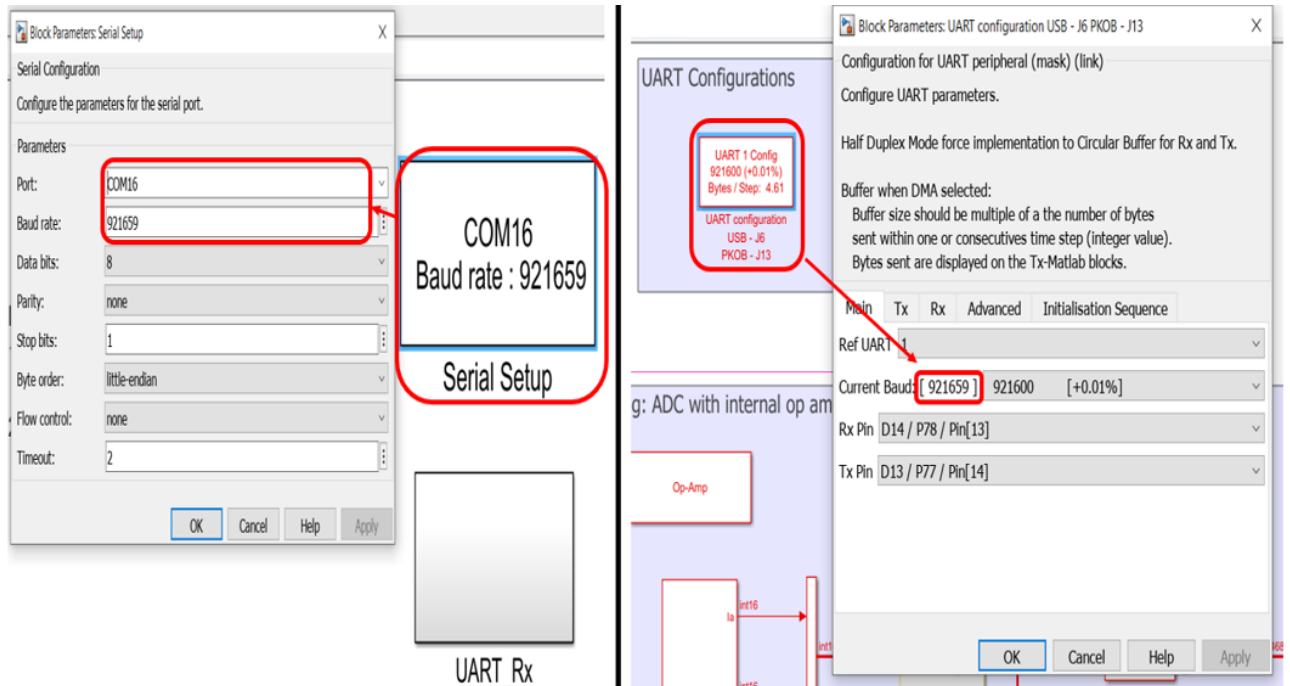 Block Parameters: Serial Setup
X
Serial Configuration
Configure the parameters for the serial port.
Parameters
Port: COM16
Baud rate: 921659
Data bits: 8
Parity: none
Stop bits: 1
Byte order: little-endian
Flow control: none
Timeout: 2
OK Cancel Help Apply
COM16
Baud rate : 921659
Serial Setup
UART Rx
UART Configurations
UART 1 Config
921600 (+0.01%)
Bytes / Step: 4.61
UART configuration
USB - J6
PKOB - J13
g: ADC with internal op am
Op-Amp
Ia
int16
int1
int16
Block Parameters: UART configuration USB - J6 PKOB - J13
X
Configuration for UART peripheral (mask) (link)
Configure UART parameters.
Half Duplex Mode force implementation to Circular Buffer for Rx and Tx.
Buffer when DMA selected:
Buffer size should be multiple of a the number of bytes
sent within one or consecutives time step (integer value).
Bytes sent are displayed on the Tx-Matlab blocks.
Main Tx Rx Advanced Initialisation Sequence
Ref UART 1
Current Baud: [ 921659 ] 921600 [+0.01%]
Rx Pin D14 / P78 / Pin[13]
Tx Pin D13 / P77 / Pin[14]
OK Cancel Help Apply